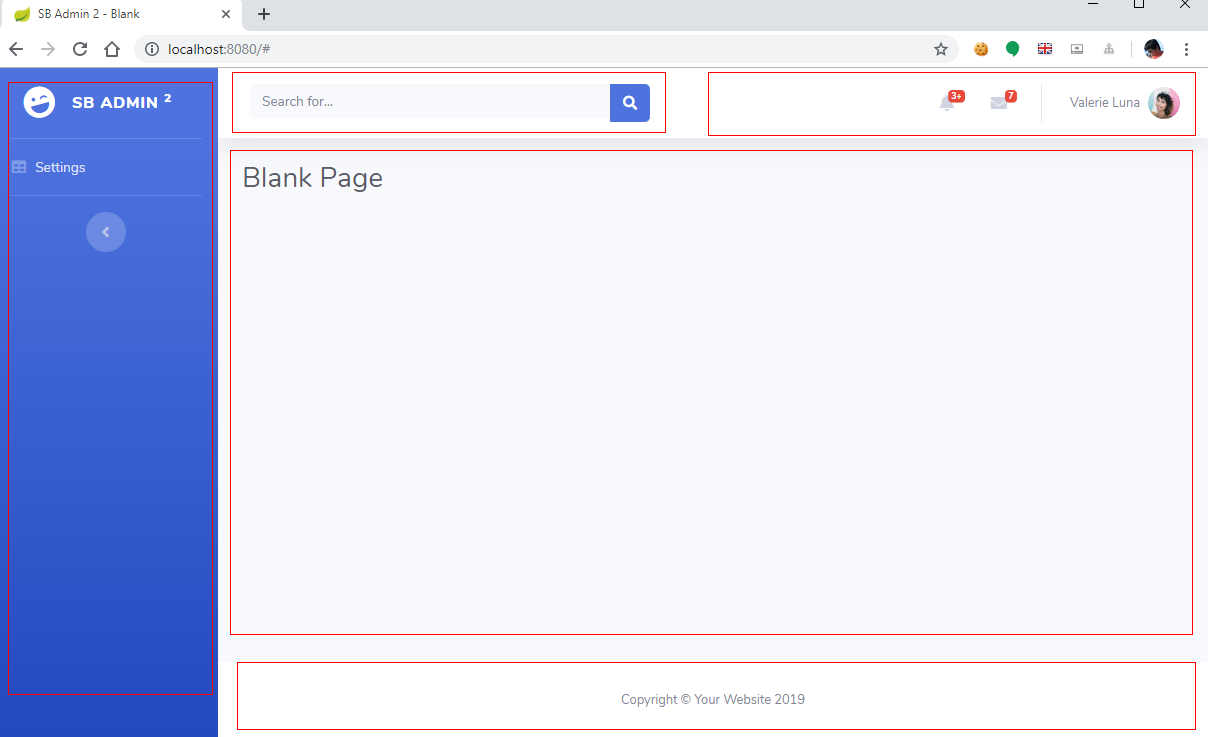 SB Admin 2 - Blank
localhost:8080/#
SB ADMIN 2
Search for...
3+
7
Valerie Luna
Settings
Blank Page
Copyright © Your Website 2019